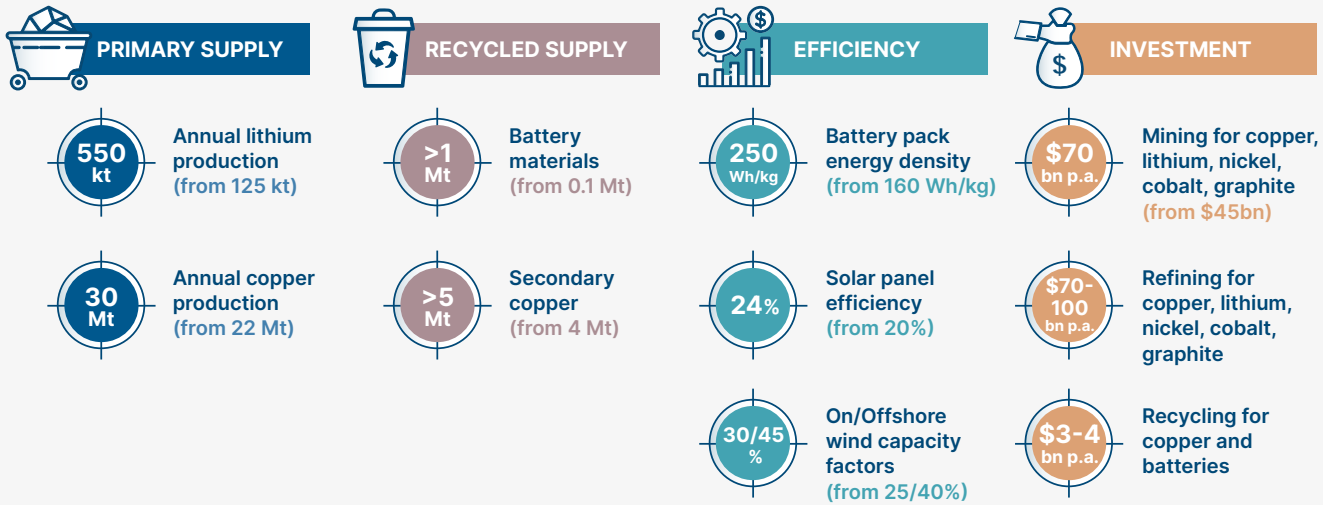 PRIMARY SUPPLY
550
kt
Annual lithium
production
(from 125 kt)
30
Mt
Annual copper
production
(from 22 Mt)
RECYCLED SUPPLY
>1
Mt
Battery
materials
(from 0.1 Mt)
>5
Mt
Secondary
copper
(from 4 Mt)
$
EFFICIENCY
250
Wh/kg
Battery pack
energy density
(from 160 Wh/kg)
24%
Solar panel
efficiency
(from 20%)
30/45
%
On/Offshore
wind capacity
factors
(from 25/40%)
$
INVESTMENT
$70
bn p.a.
Mining for copper,
lithium, nickel,
cobalt, graphite
(from $45bn)
$70-
100
bn p.a.
Refining for
copper, lithium,
nickel, cobalt,
graphite
$3-4
bn p.a.
Recycling for
copper and
batteries